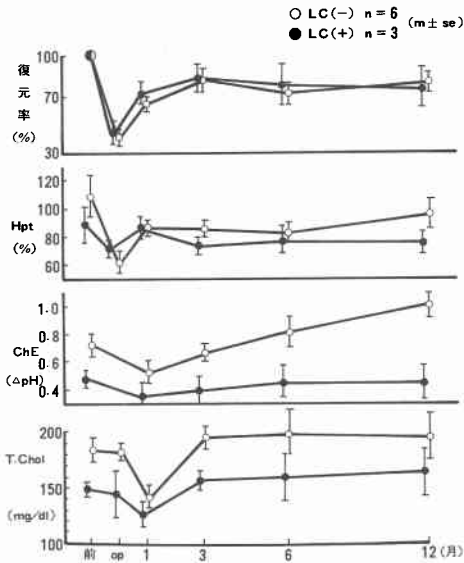 ○ LC(−) n = 6
● LC(+) n = 3
(m ± se)
復元率
(%)
100
70
30
Hpt
(%)
120
100
80
60
ChE
(△pH)
1.0
0.8
0.6
0.4
T.Chol
(mg/dl)
200
150
100
前 op 1 3 6 12 (月)